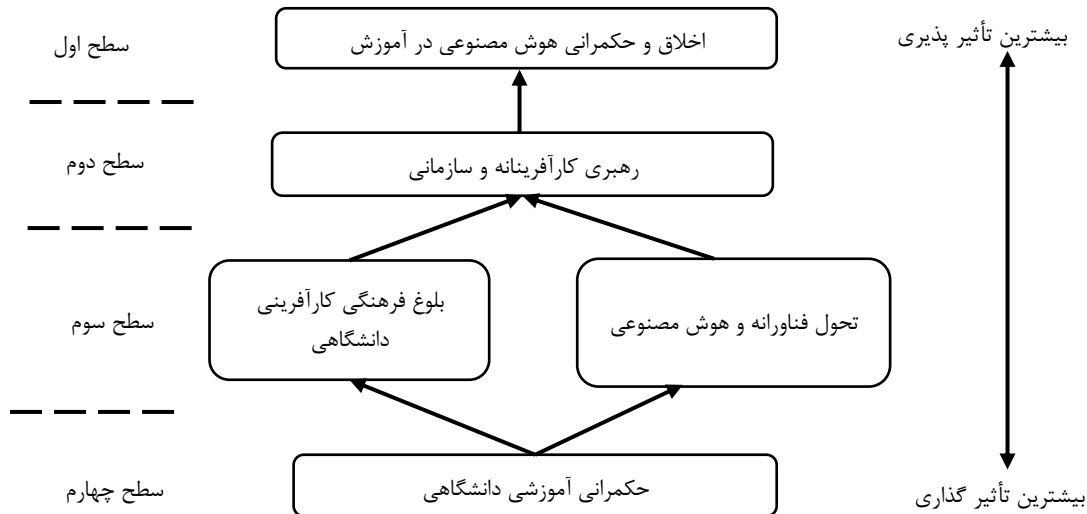 بیشترین تأثیر پذیری
اخلاق و حکمرانی هوش مصنوعی در آموزش
سطح اول
رهبری کارآفرینانه و سازمانی
سطح دوم
تحول فناورانه و هوش مصنوعی
بلوغ فرهنگی کارآفرینی
دانشگاهی
سطح سوم
بیشترین تأثیر گذاری
حکمرانی آموزشی دانشگاهی
سطح چهارم